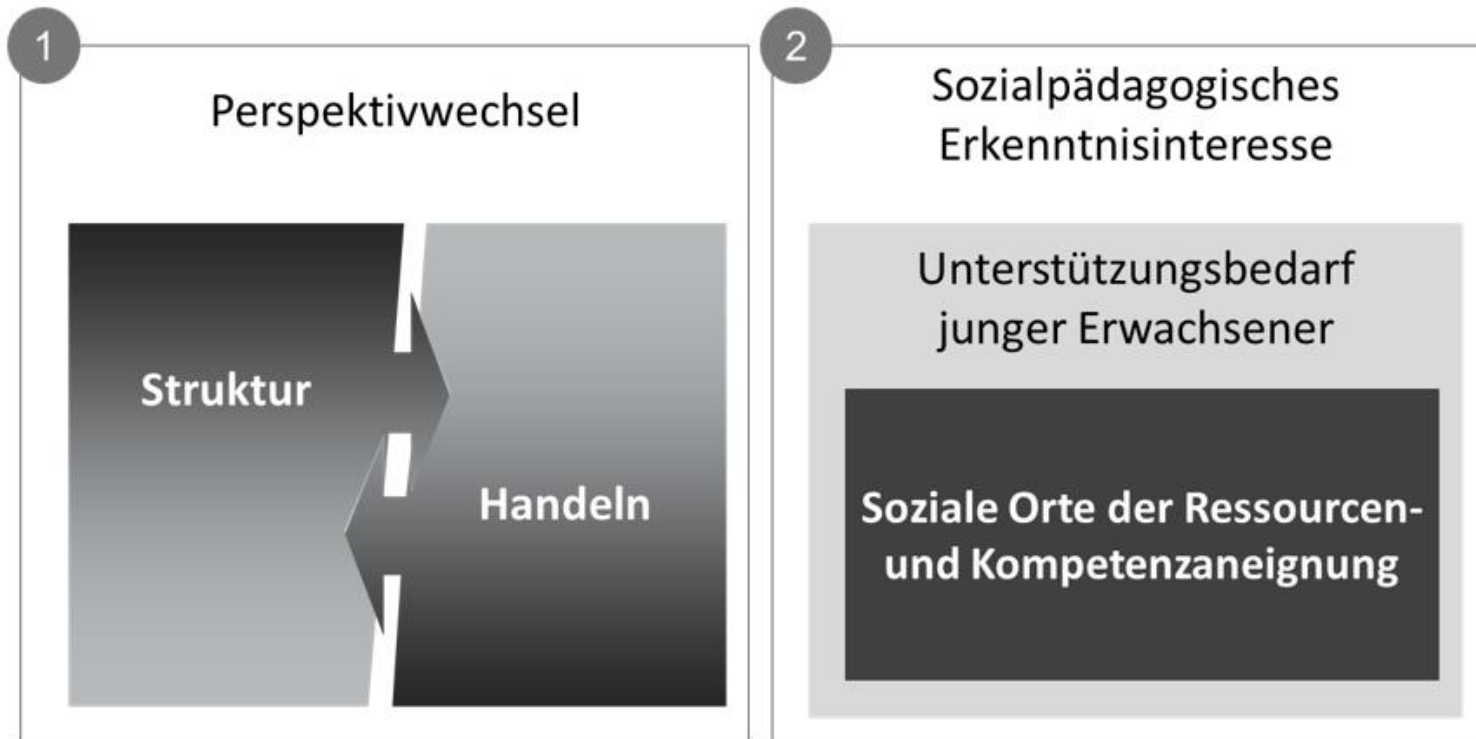 1
Perspektivwechsel
Struktur
Handeln
2
Sozialpädagogisches
Erkenntnisinteresse
Unterstützungsbedarf
junger Erwachsener
Soziale Orte der Ressourcen-
und Kompetenzaneignung